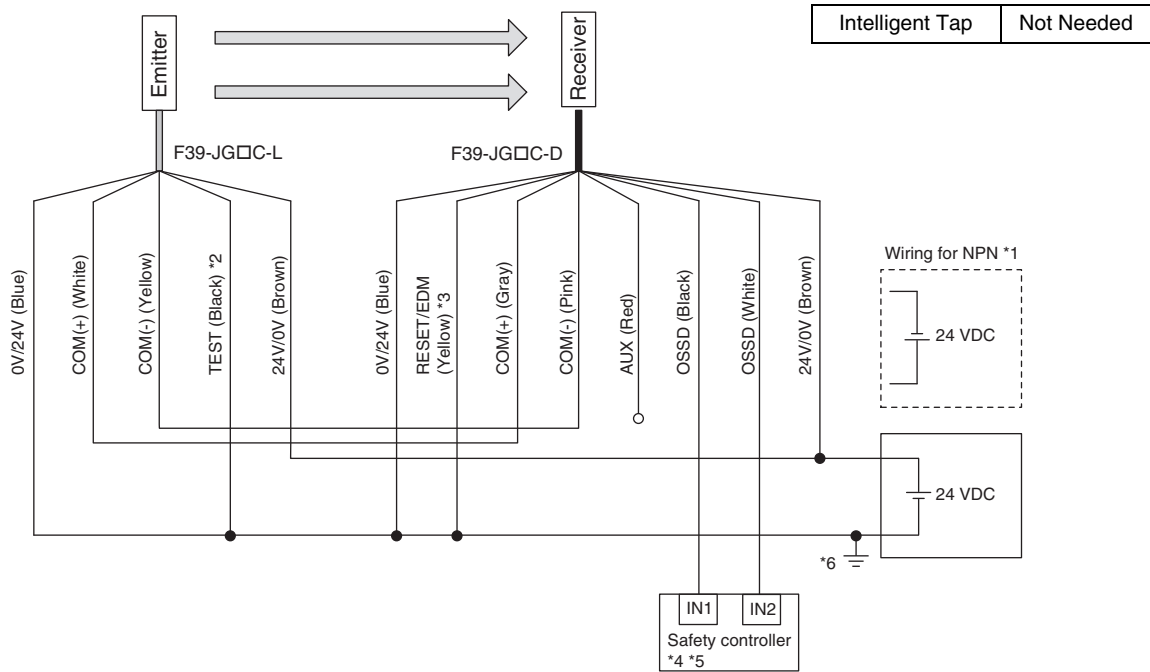 Intelligent Tap Not Needed
Emitter
Receiver
F39-JG□C-L
F39-JG□C-D
0V/24V (Blue)
COM(+) (White)
COM(-) (Yellow)
TEST (Black) *2
24V/0V (Brown)
0V/24V (Blue)
RESET/EDM
(Yellow) *3
COM(+) (Gray)
COM(-) (Pink)
AUX (Red)
OSSD (Black)
OSSD (White)
24V/0V (Brown)
Wiring for NPN *1
24 VDC
24 VDC
*6
IN1
IN2
Safety controller
*4 *5